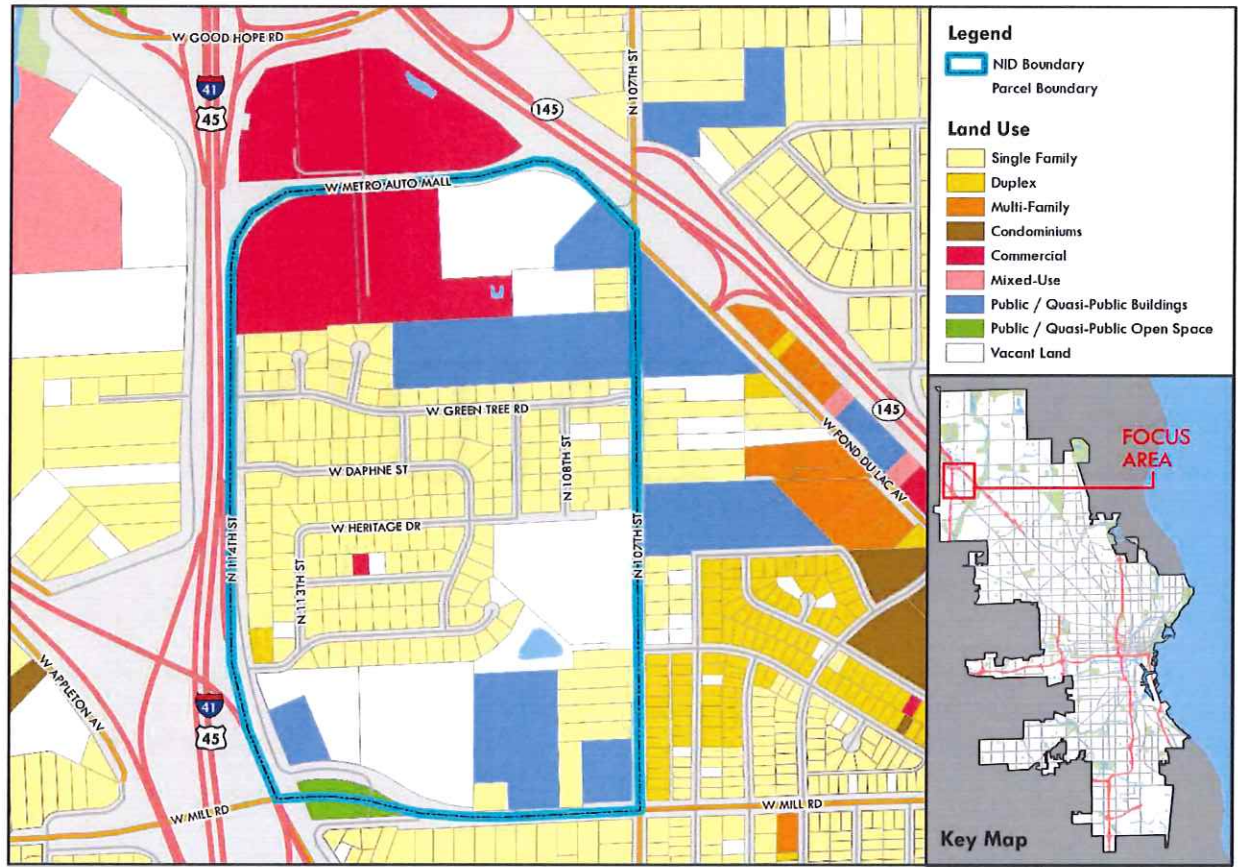 W GOOD HOPE RD
41
45
145
N 107TH ST
W METRO AUTO MALL
W GREEN TREE RD
N 108TH ST
W DAPHNE ST
W HERITAGE DR
N 113TH ST
N 114TH ST
N 107TH ST
W FOND DU LAC AV
145
W APPLETON AV
41
45
W MILL RD
W MILL RD
Legend
NID Boundary
Parcel Boundary
Land Use
Single Family
Duplex
Multi-Family
Condominiums
Commercial
Mixed-Use
Public / Quasi-Public Buildings
Public / Quasi-Public Open Space
Vacant Land
FOCUS
AREA
Key Map